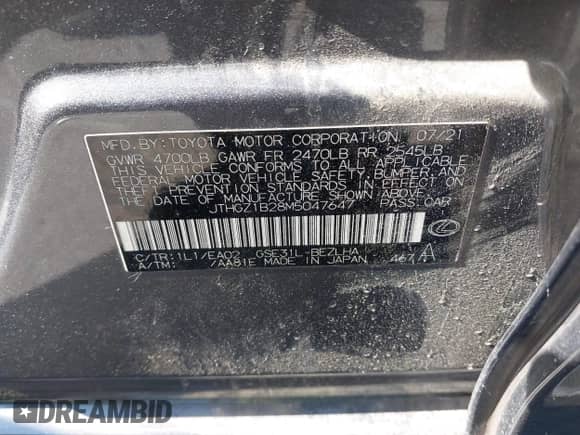 MFD.BY:TOYOTA MOTOR CORPORATION 07/21
GVWR 4700LB GAWR FR 2470LB RR 2545LB
THIS VEHICLE CONFORMS TO ALL APPLICABLE
FEDERAL MOTOR VEHICLE SAFETY, BUMPER, AND
THEFT PREVENTION STANDARDS IN EFFECT ON
THE DATE OF MANUFACTURE SHOWN ABOVE.
JTHGZ1B28M5047647 PASS.CAR
C/TR:1L1/EA02 GSE31L-BEZLHA
A/TM: /AA81E MADE IN JAPAN 467 A
DREAMBID